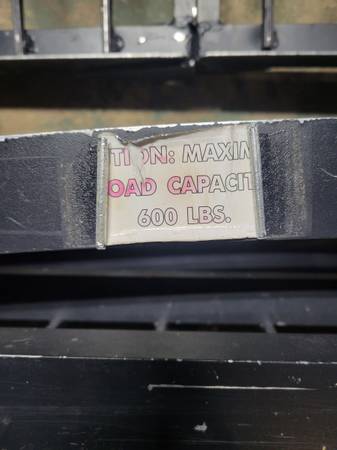 TION: MAXIM
OAD CAPACIT
600 LBS.